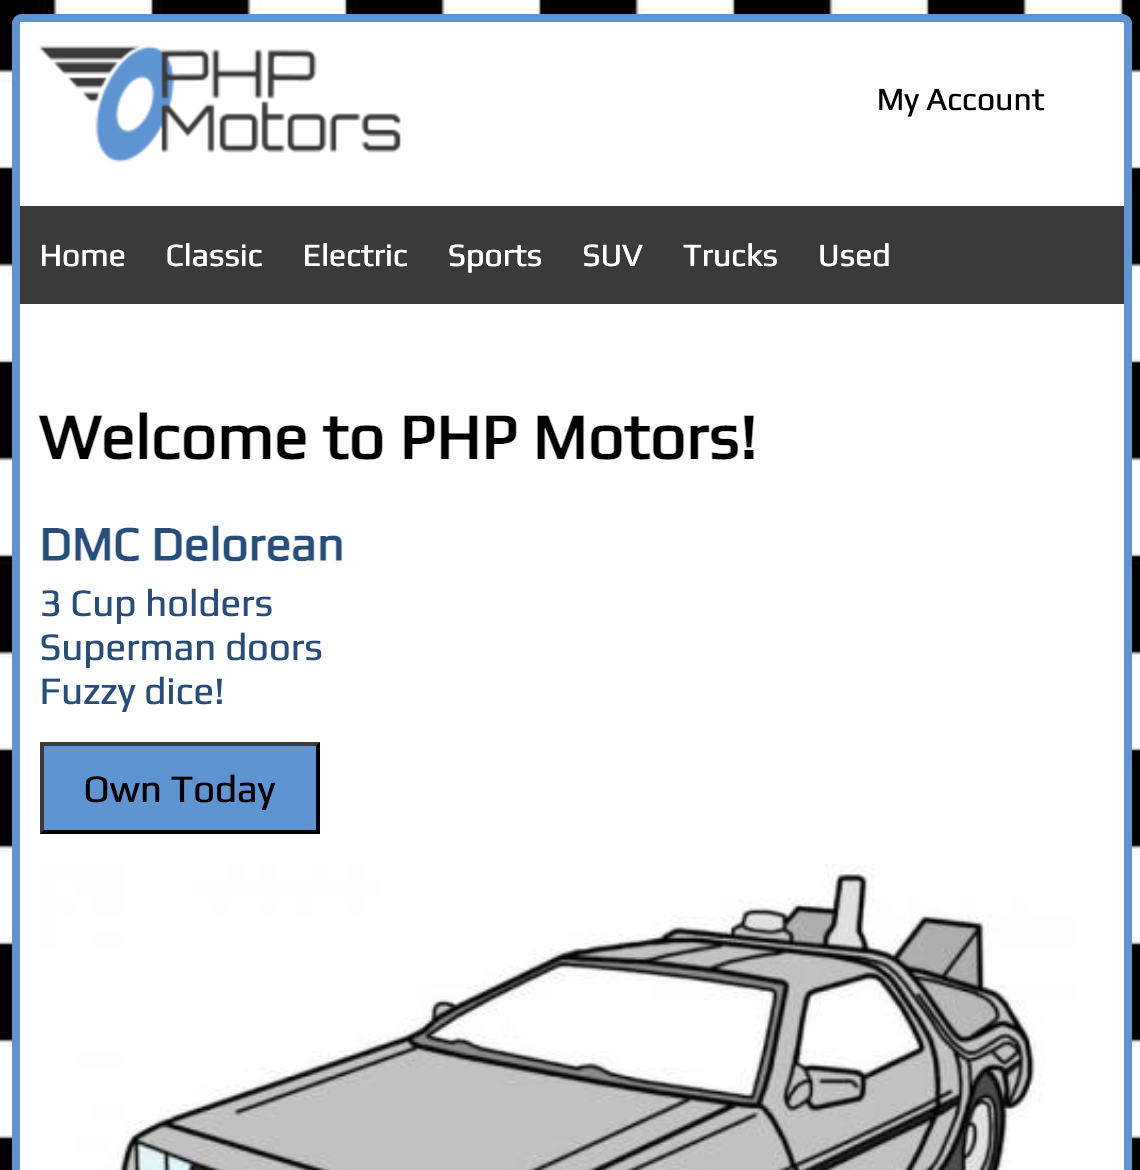 PHP
Motors
My Account
Home Classic Electric Sports SUV Trucks Used
Welcome to PHP Motors!
DMC Delorean
3 Cup holders
Superman doors
Fuzzy dice!
Own Today